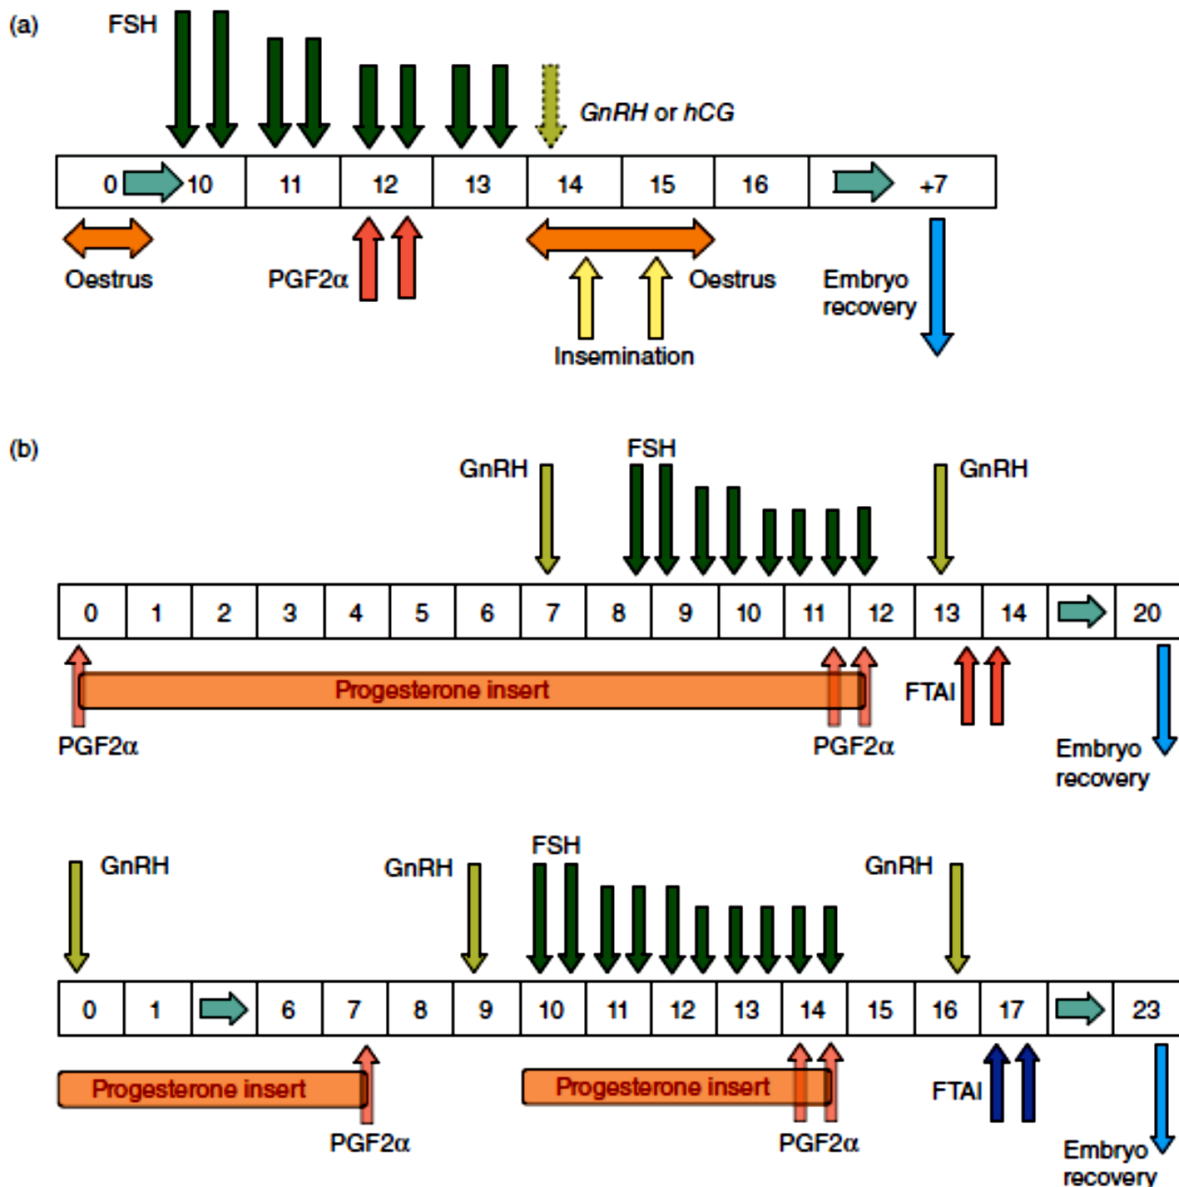 (a)
FSH
GnRH or hCG
0 10 11 12 13 14 15 16 +7
Oestrus
PGF2α
Oestrus
Insemination
Embryo
recovery
(b)
GnRH
FSH
GnRH
0 1 2 3 4 5 6 7 8 9 10 11 12 13 14 20
Progesterone insert
PGF2α
PGF2α
FTAI
Embryo
recovery
GnRH
GnRH
FSH
GnRH
0 1 6 7 8 9 10 11 12 13 14 15 16 17 23
Progesterone insert
Progesterone insert
PGF2α
PGF2α
FTAI
Embryo
recovery